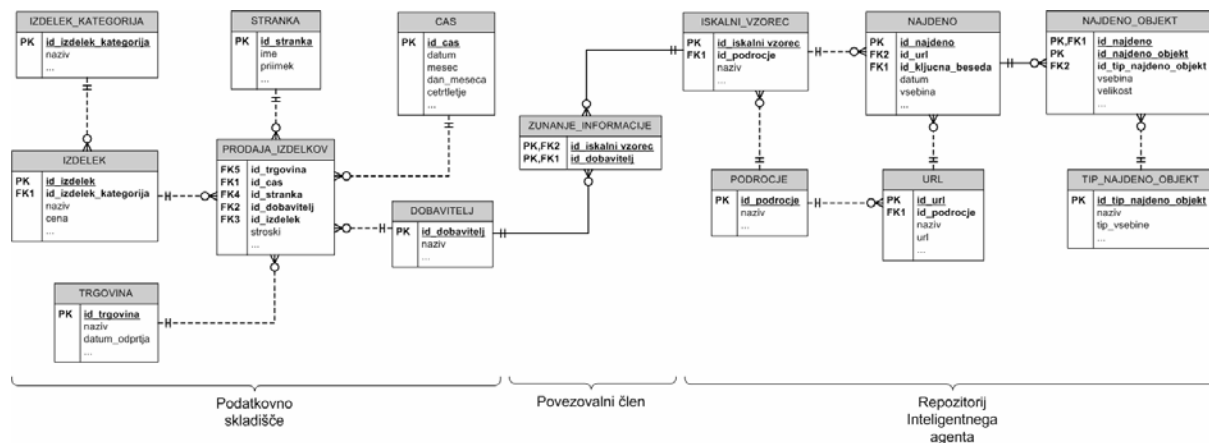 IZDELEK_KATEGORIJA
PK id_izdelek_kategorija
naziv
...
STRANKA
PK id_stranka
ime
priimek
...
CAS
PK id_cas
datum
mesec
dan_meseca
cetrtletje
...
ISKALNI_VZOREC
PK id_iskalni vzorec
FK1 id_podrocje
naziv
...
NAJDENO
PK id_najdeno
FK2 id_url
FK1 id_kljucna_beseda
datum
vsebina
...
NAJDENO_OBJEKT
PK,FK1 id_najdeno
PK id_najdeno_objekt
FK2 id_tip_najdeno_objekt
vsebina
velikost
...
ZUNANJE_INFORMACIJE
PK,FK2 id_iskalni vzorec
PK,FK1 id_dobavitelj
IZDELEK
PK id_izdelek
FK1 id_izdelek_kategorija
naziv
cena
...
PRODAJA_IZDELKOV
FK5 id_trgovina
FK1 id_cas
FK4 id_stranka
FK2 id_dobavitelj
FK3 id_izdelek
stroski
...
DOBAVITELJ
PK id_dobavitelj
naziv
...
PODROCJE
PK id_podrocje
naziv
...
URL
PK id_url
FK1 id_podrocje
naziv
url
...
TIP_NAJDENO_OBJEKT
PK id_tip_najdeno_objekt
naziv
tip_vsebine
...
TRGOVINA
PK id_trgovina
naziv
datum_odprtja
...
Podatkovno
skladišče
Povezovalni člen
Repozitorij
Inteligentnega
agenta